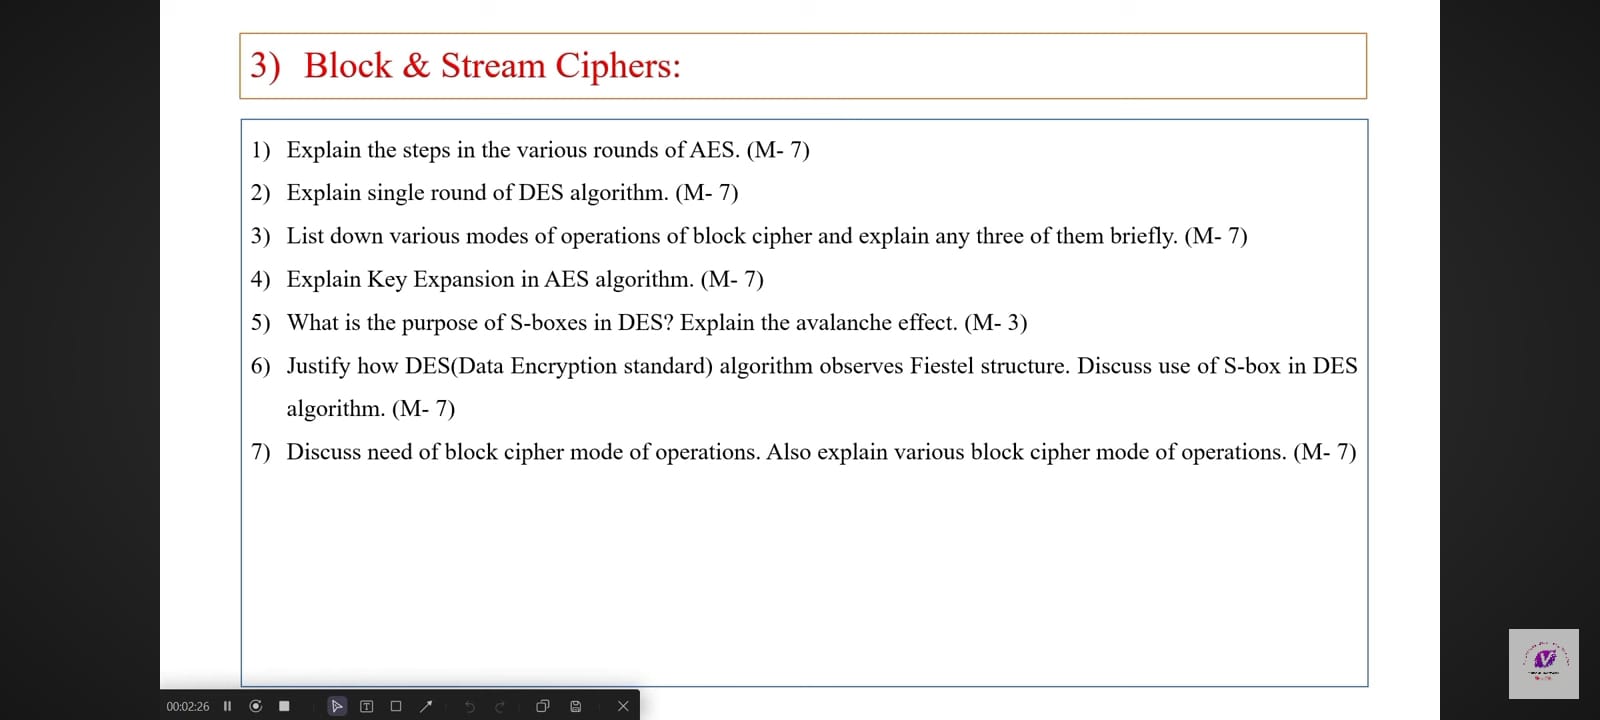 3) Block & Stream Ciphers:
1) Explain the steps in the various rounds of AES. (M- 7)
2) Explain single round of DES algorithm. (M- 7)
3) List down various modes of operations of block cipher and explain any three of them briefly. (M- 7)
4) Explain Key Expansion in AES algorithm. (M- 7)
5) What is the purpose of S-boxes in DES? Explain the avalanche effect. (M- 3)
6) Justify how DES(Data Encryption standard) algorithm observes Fiestel structure. Discuss use of S-box in DES
algorithm. (M- 7)
7) Discuss need of block cipher mode of operations. Also explain various block cipher mode of operations. (M- 7)
00:02:26